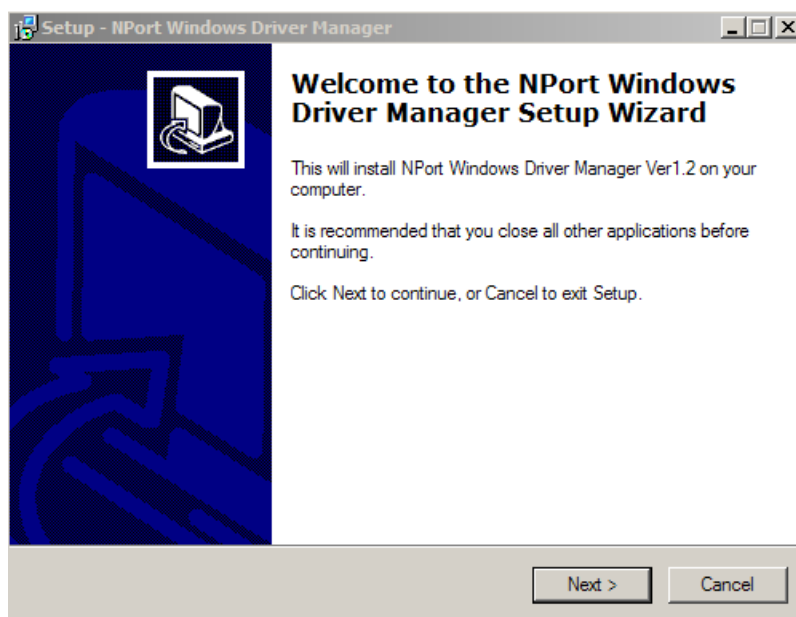 Setup - NPort Windows Driver Manager
Welcome to the NPort Windows
Driver Manager Setup Wizard
This will install NPort Windows Driver Manager Ver1.2 on your
computer.
It is recommended that you close all other applications before
continuing.
Click Next to continue, or Cancel to exit Setup.
Next >
Cancel